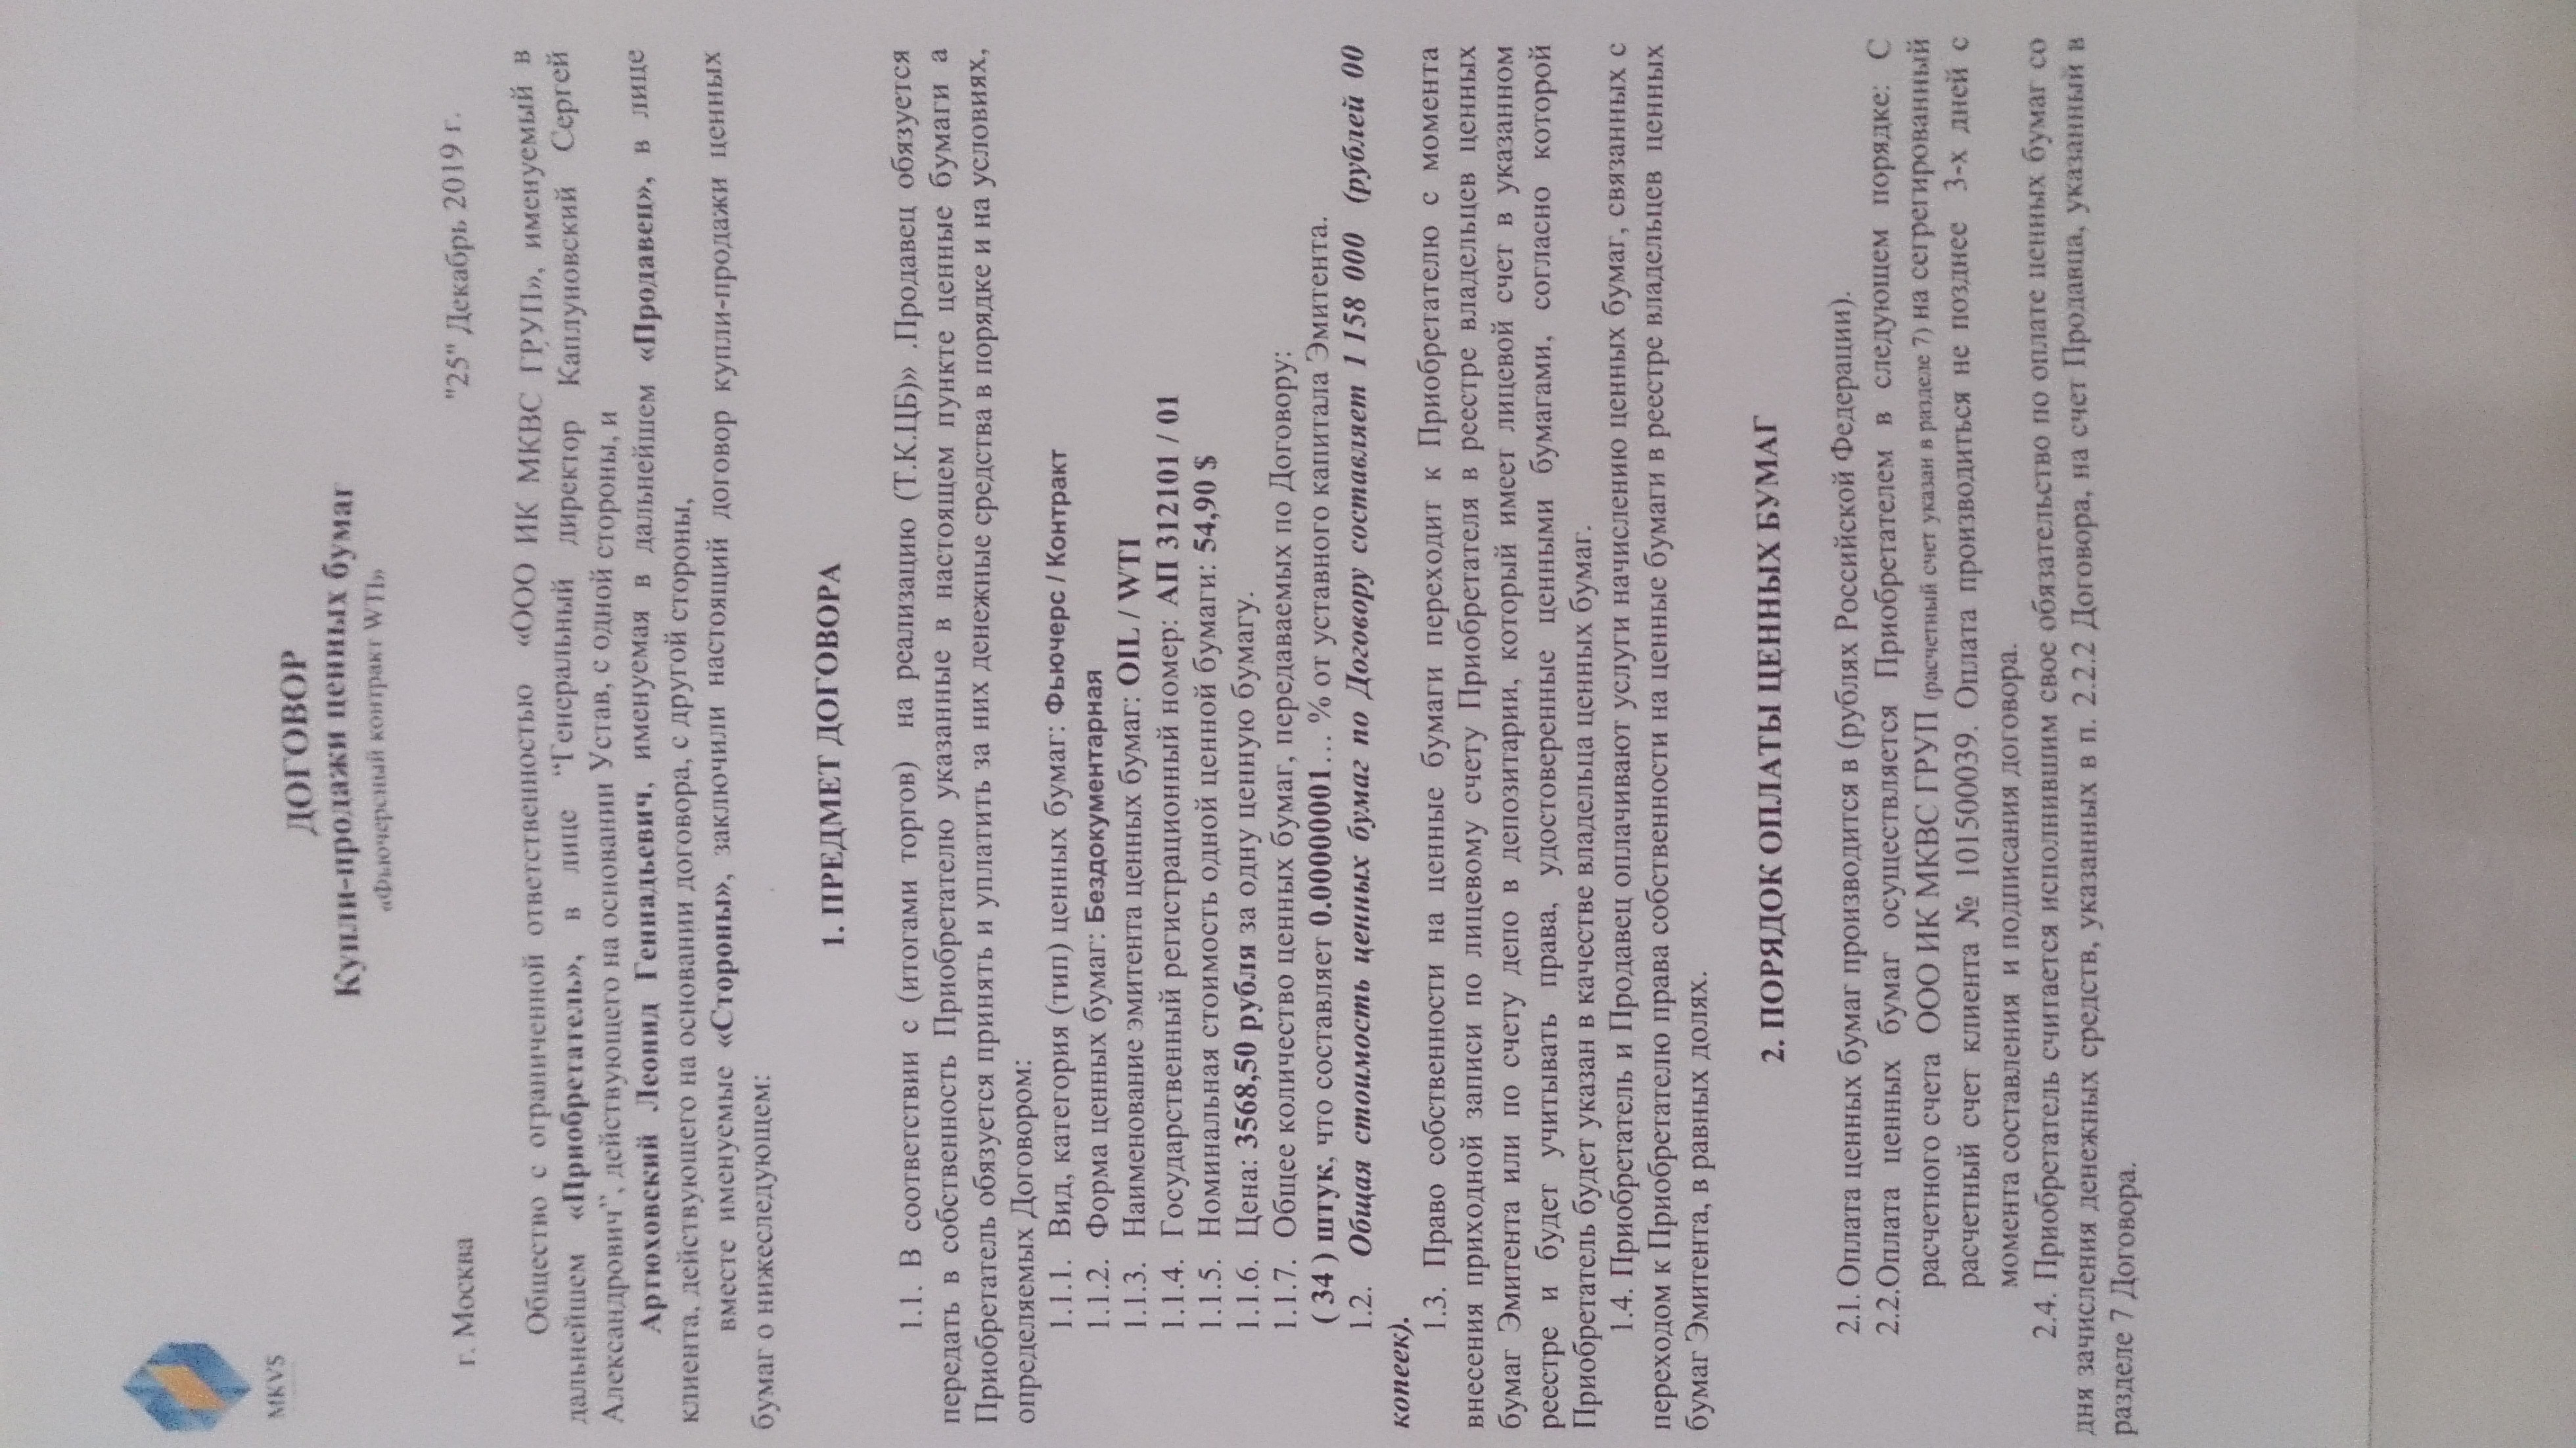 MKVS
ДОГОВОР
Купли-продажи ценных бумаг
«Фьючерсный контракт WTI»
г. Москва "25" Декабрь 2019 г.
Общество с ограниченной ответственностью «ООО ИК МКВС ГРУП», именуемый в
дальнейшем «Приобретатель», в лице “Генеральный директор Каплуновский Сергей
Александрович”, действующего на основании Устав, с одной стороны, и
Артюховский Леонид Геннадьевич, именуемая в дальнейшем «Продавец», в лице
клиента, действующего на основании договора, с другой стороны,
вместе именуемые «Стороны», заключили настоящий договор купли-продажи ценных
бумаг о нижеследующем:
1. ПРЕДМЕТ ДОГОВОРА
1.1. В соответствии с (итогами торгов) на реализацию (Т.К.ЦБ)» .Продавец обязуется
передать в собственность Приобретателю указанные в настоящем пункте ценные бумаги а
Приобретатель обязуется принять и уплатить за них денежные средства в порядке и на условиях,
определяемых Договором:
1.1.1. Вид, категория (тип) ценных бумаг: Фьючерс / Контракт
1.1.2. Форма ценных бумаг: Бездокументарная
1.1.3. Наименование эмитента ценных бумаг: OIL / WTI
1.1.4. Государственный регистрационный номер: АП 312101 / 01
1.1.5. Номинальная стоимость одной ценной бумаги: 54,90 $
1.1.6. Цена: 3568,50 рубля за одну ценную бумагу.
1.1.7. Общее количество ценных бумаг, передаваемых по Договору:
( 34 ) штук, что составляет 0.00000001… % от уставного капитала Эмитента.
1.2. Общая стоимость ценных бумаг по Договору составляет 1 158 000 (рублей 00
копеек).
1.3. Право собственности на ценные бумаги переходит к Приобретателю с момента
внесения приходной записи по лицевому счету Приобретателя в реестре владельцев ценных
бумаг Эмитента или по счету депо в депозитарии, который имеет лицевой счет в указанном
реестре и будет учитывать права, удостоверенные ценными бумагами, согласно которой
Приобретатель будет указан в качестве владельца ценных бумаг.
1.4. Приобретатель и Продавец оплачивают услуги начислению ценных бумаг, связанных с
переходом к Приобретателю права собственности на ценные бумаги в реестре владельцев ценных
бумаг Эмитента, в равных долях.
2. ПОРЯДОК ОПЛАТЫ ЦЕННЫХ БУМАГ
2.1. Оплата ценных бумаг производится в (рублях Российской Федерации).
2.2.Оплата ценных бумаг осуществляется Приобретателем в следующем порядке: С
расчетного счета ООО ИК МКВС ГРУП (расчетный счет указан в разделе 7) на сегрегированный
расчетный счет клиента № 101500039. Оплата производиться не позднее 3-х дней с
момента составления и подписания договора.
2.4. Приобретатель считается исполнившим свое обязательство по оплате ценных бумаг со
дня зачисления денежных средств, указанных в п. 2.2.2 Договора, на счет Продавца, указанный в
разделе 7 Договора.